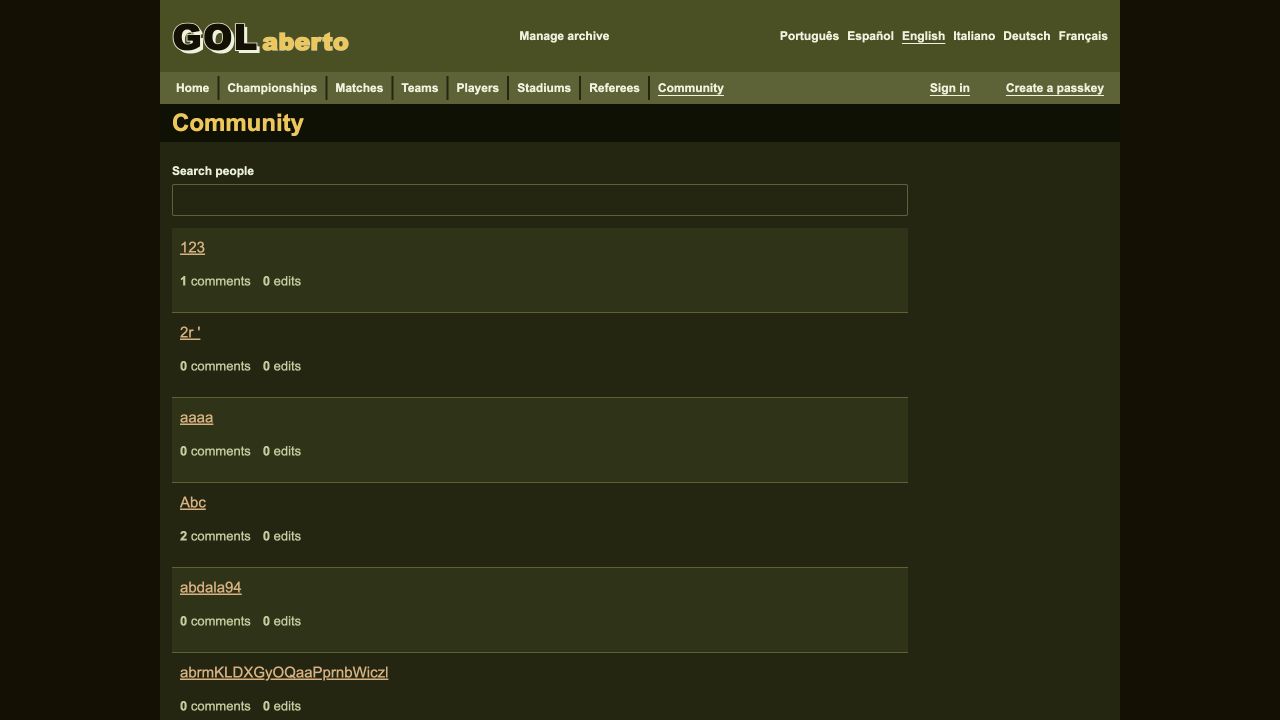 GOL aberto
Manage archive
Português Español English Italiano Deutsch Français
Home Championships Matches Teams Players Stadiums Referees Community Sign in Create a passkey
Community
Search people
123
1 comments 0 edits
2r '
0 comments 0 edits
aaaa
0 comments 0 edits
Abc
2 comments 0 edits
abdala94
0 comments 0 edits
abrmKLDXGyOQaaPprnbWiczl
0 comments 0 edits